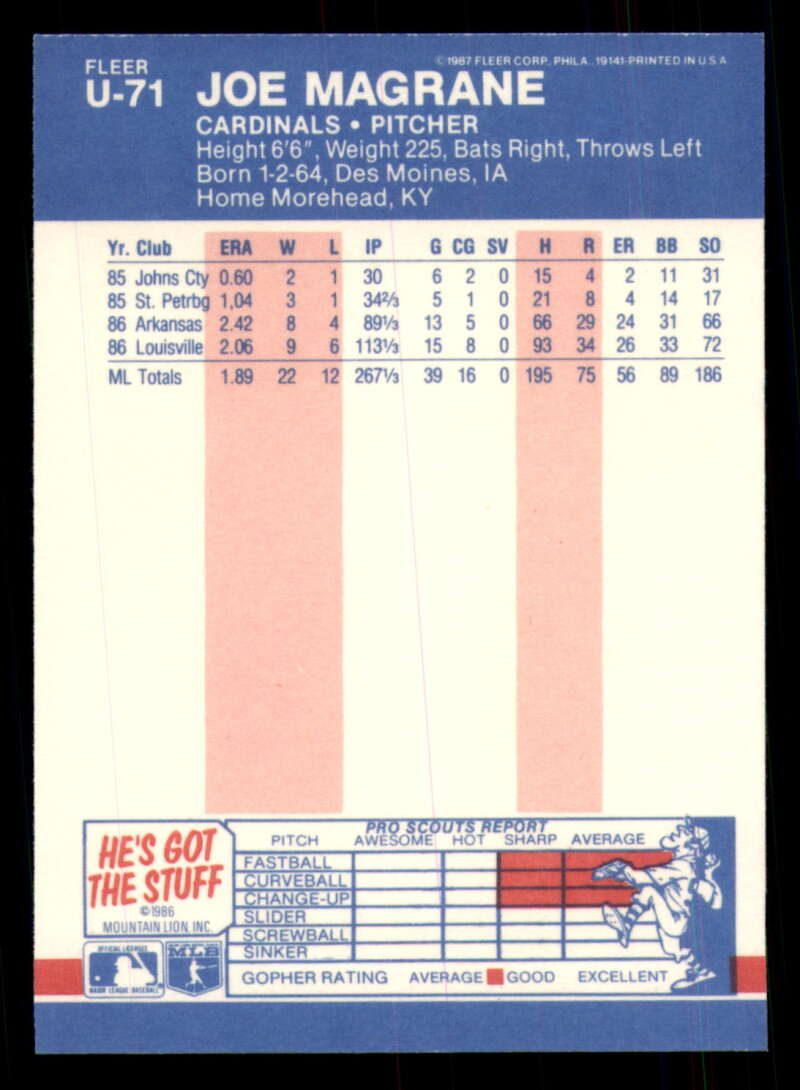 FLEER
U-71
JOE MAGRANE
©1987 FLEER CORP., PHILA., 19141-PRINTED IN U S A
CARDINALS • PITCHER
Height 6'6", Weight 225, Bats Right, Throws Left
Born 1-2-64, Des Moines, IA
Home Morehead, KY
Yr. Club ERA W L IP G CG SV H R ER BB SO
85 Johns Cty 0.60 2 1 30 6 2 0 15 4 2 11 31
85 St. Petrbg 1,04 3 1 34⅔ 5 1 0 21 8 4 14 17
86 Arkansas 2.42 8 4 89⅓ 13 5 0 66 29 24 31 66
86 Louisville 2.06 9 6 113⅓ 15 8 0 93 34 26 33 72
ML Totals 1.89 22 12 267⅓ 39 16 0 195 75 56 89 186
HE'S GOT
THE STUFF
©1986
MOUNTAIN LION, INC.
OFFICIAL LICENSEE
MAJOR LEAGUE BASEBALL
MLB
PRO SCOUTS REPORT
PITCH AWESOME HOT SHARP AVERAGE
FASTBALL
CURVEBALL
CHANGE-UP
SLIDER
SCREWBALL
SINKER
GOPHER RATING AVERAGE GOOD EXCELLENT